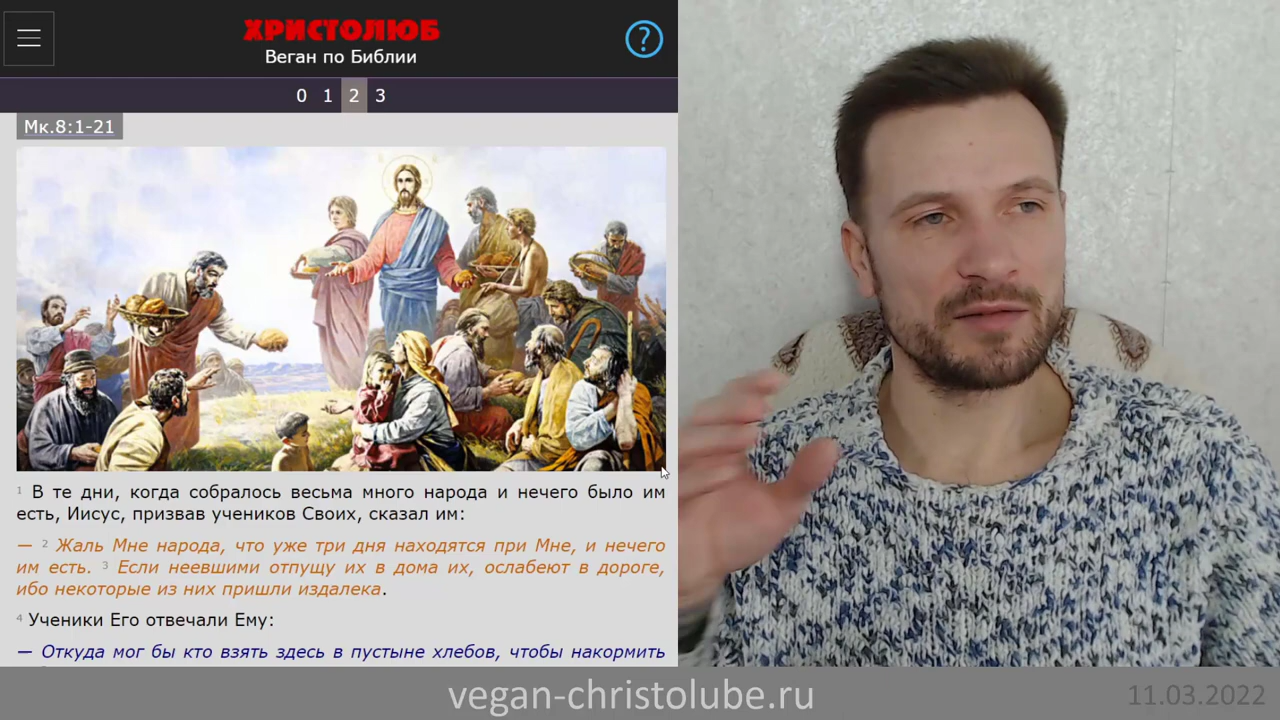 ХРИСТОЛЮБ
Веган по Библии
?
0 1 2 3
Мк.8:1-21
1 В те дни, когда собралось весьма много народа и нечего было им
есть, Иисус, призвав учеников Своих, сказал им:
— 2 Жаль Мне народа, что уже три дня находятся при Мне, и нечего
им есть. 3 Если неевшими отпущу их в дома их, ослабеют в дороге,
ибо некоторые из них пришли издалека.
4 Ученики Его отвечали Ему:
— Откуда мог бы кто взять здесь в пустыне хлебов, чтобы накормить
vegan-christolube.ru
11.03.2022